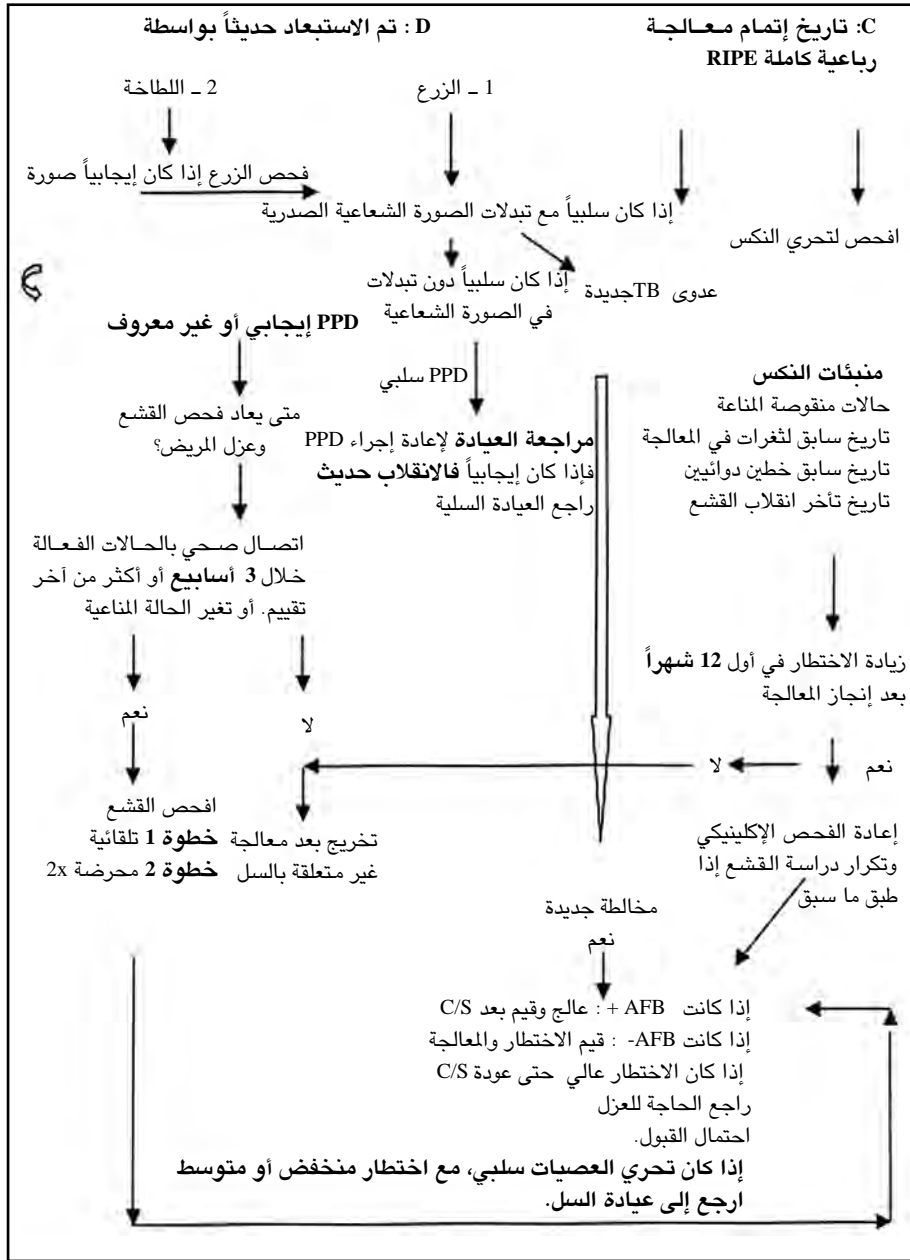 C: تاريخ إتمام معالجة
رباعية كاملة RIPE
D : تم الاستبعاد حديثاً بواسطة
1 ـ الزرع
2 ـ اللطاخة
فحص الزرع إذا كان إيجابياً صورة
إذا كان سلبياً مع تبدلات الصورة الشعاعية الصدرية
افحص لتحري النكس
عدوى TB جديدة
إذا كان سلبياً دون تبدلات
في الصورة الشعاعية
PPD إيجابي أو غير معروف
PPD سلبي
متى يعاد فحص القشع
وعزل المريض؟
مراجعة العيادة لإعادة إجراء PPD
فإذا كان إيجابياً فالانقلاب حديث
راجع العيادة السلية
منبئات النكس
حالات منقوصة المناعة
تاريخ سابق لثغرات في المعالجة
تاريخ سابق خطين دوائيين
تاريخ تأخر انقلاب القشع
اتصال صحي بالحالات الفعالة
خلال 3 أسابيع أو أكثر من آخر
تقييم. أو تغير الحالة المناعية
زيادة الاختطار في أول 12 شهراً
بعد إنجاز المعالجة
نعم
لا
نعم
لا
افحص القشع
خطوة 1 تلقائية
خطوة 2 محرضة 2x
تخريج بعد معالجة
غير متعلقة بالسل
إعادة الفحص الإكلينيكي
وتكرار دراسة القشع إذا
طبق ما سبق
مخالطة جديدة
نعم
إذا كانت AFB + : عالج وقيم بعد C/S
إذا كانت AFB- : قيم الاختطار والمعالجة
إذا كان الاختطار عالي حتى عودة C/S
راجع الحاجة للعزل
احتمال القبول.
إذا كان تحري العصيات سلبي، مع اختطار منخفض أو متوسط
ارجع إلى عيادة السل.